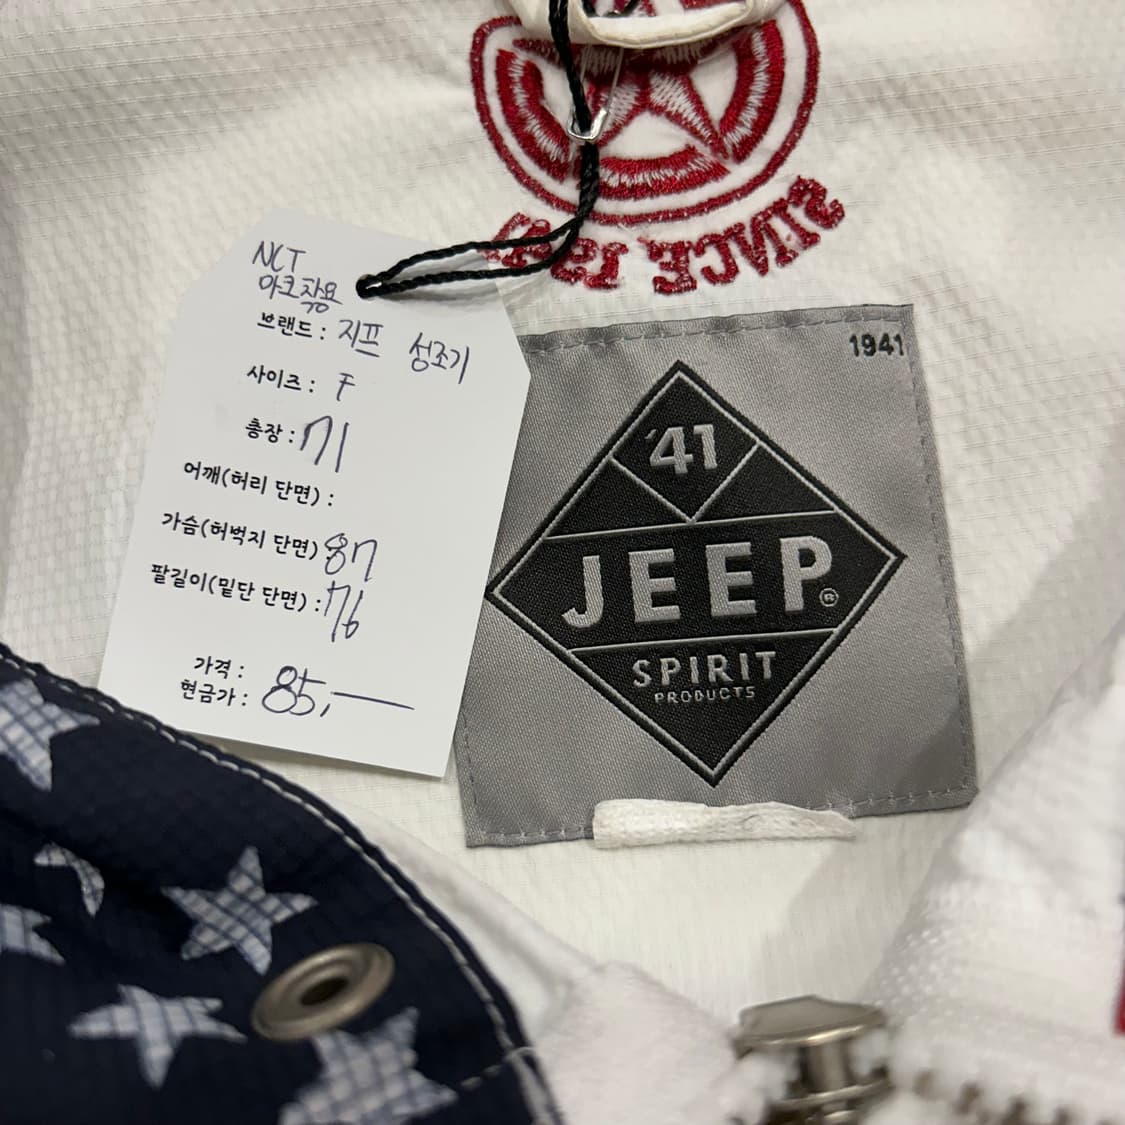 SINCE 1941
NCT
마크착용
브랜드 : 지프 성조기
사이즈 : F
총장 : 71
어깨(허리 단면) :
가슴(허벅지 단면) 87
팔길이(밑단 단면) : 76
가격 :
현금가 : 85,—
1941
'41
JEEP®
SPIRIT
PRODUCTS